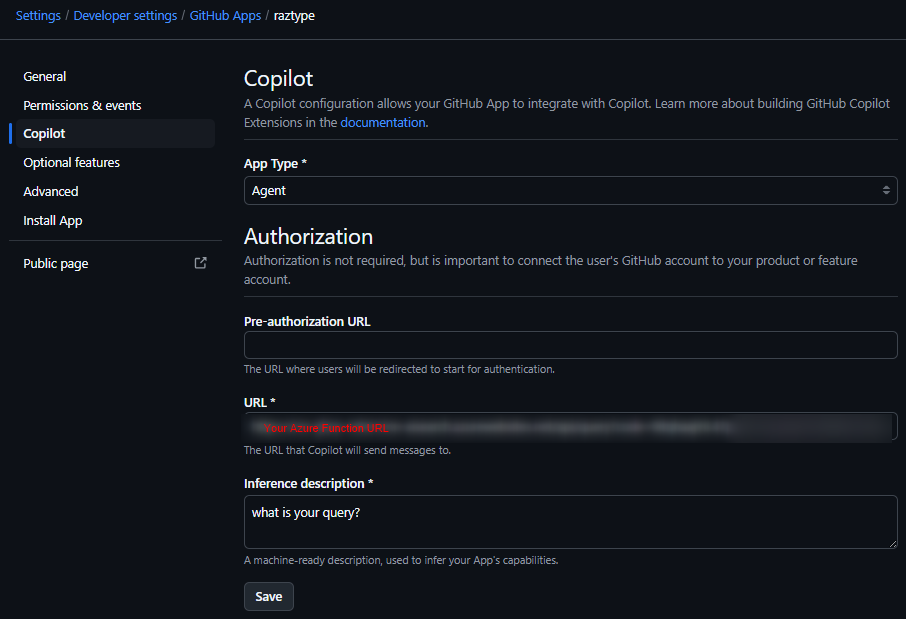 Settings / Developer settings / GitHub Apps / raztype
General
Permissions & events
Copilot
Optional features
Advanced
Install App
Public page
Copilot
A Copilot configuration allows your GitHub App to integrate with Copilot. Learn more about building GitHub Copilot
Extensions in the documentation.
App Type *
Agent
Authorization
Authorization is not required, but is important to connect the user's GitHub account to your product or feature
account.
Pre-authorization URL
The URL where users will be redirected to start for authentication.
URL *
Your Azure Function URL
The URL that Copilot will send messages to.
Inference description *
what is your query?
A machine-ready description, used to infer your App's capabilities.
Save